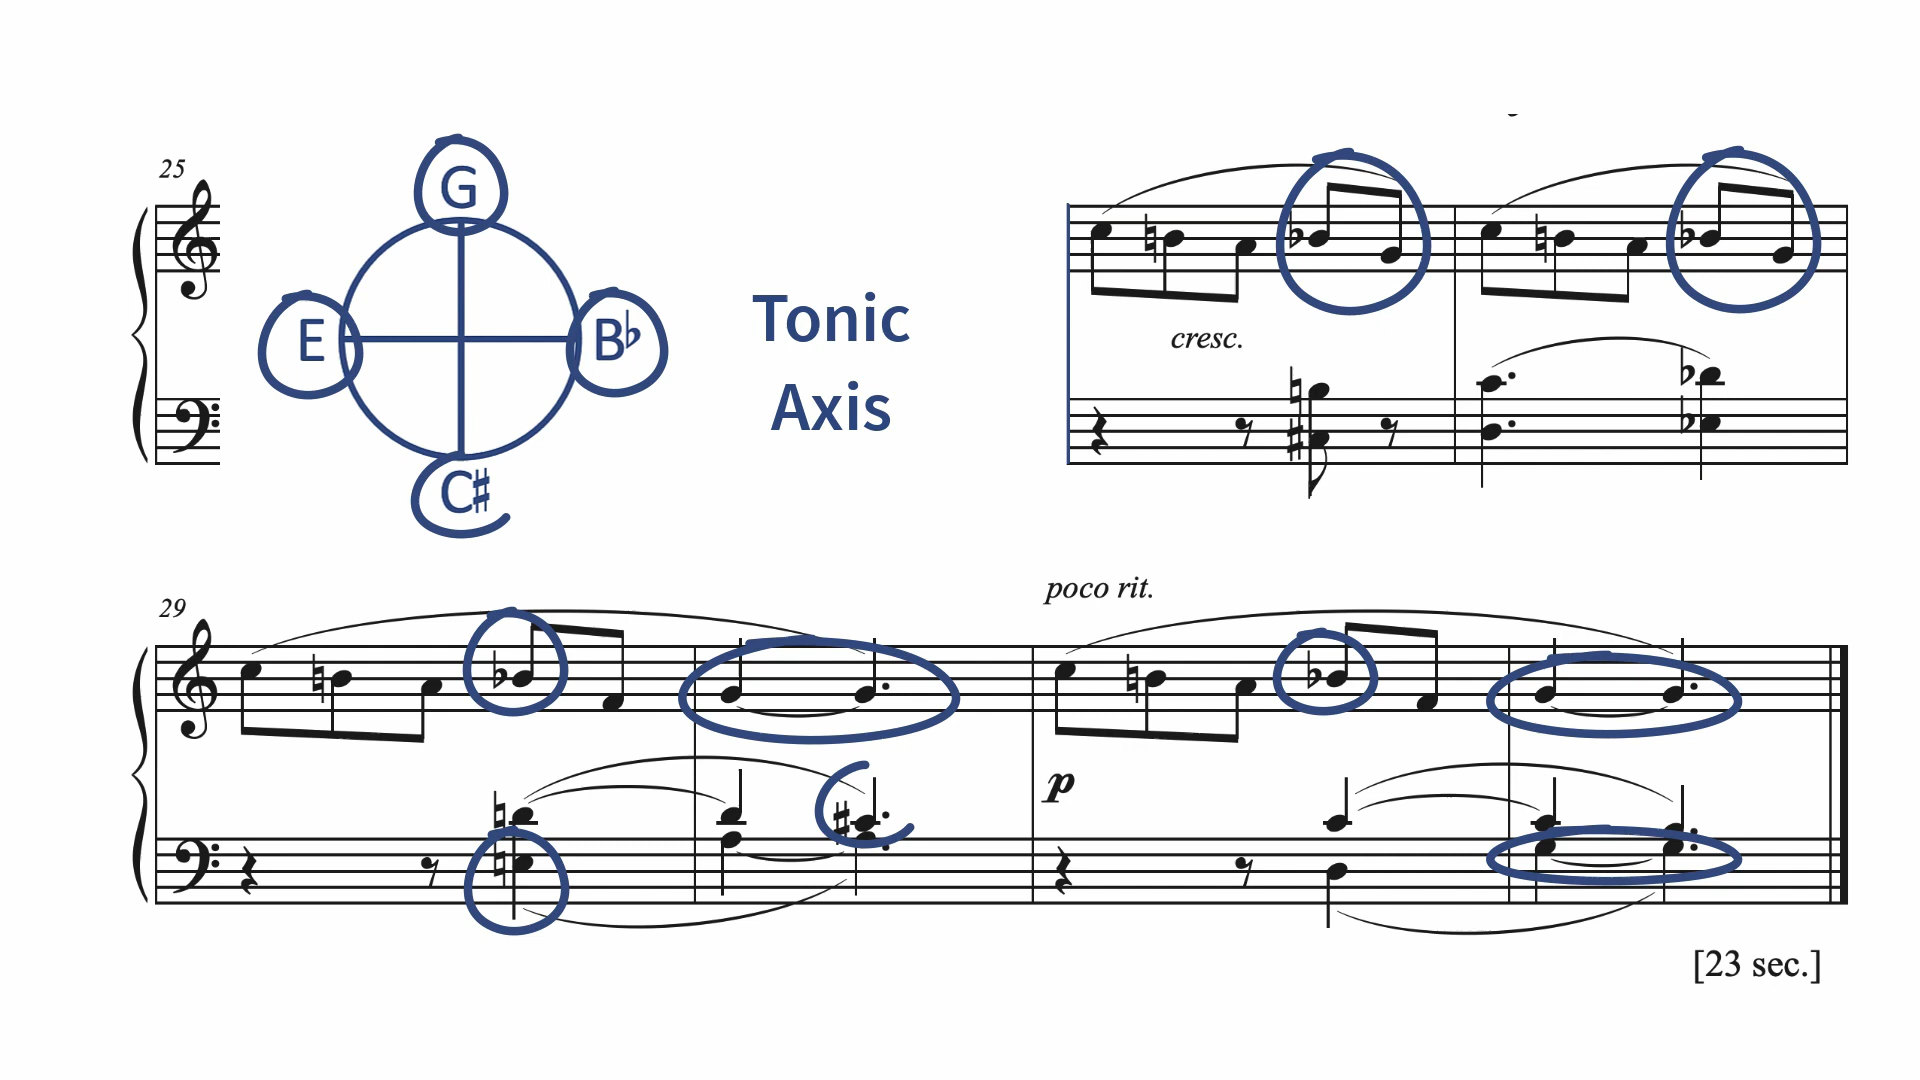 25
G
E
B♭
C♯
Tonic
Axis
cresc.
29
poco rit.
p
[23 sec.]